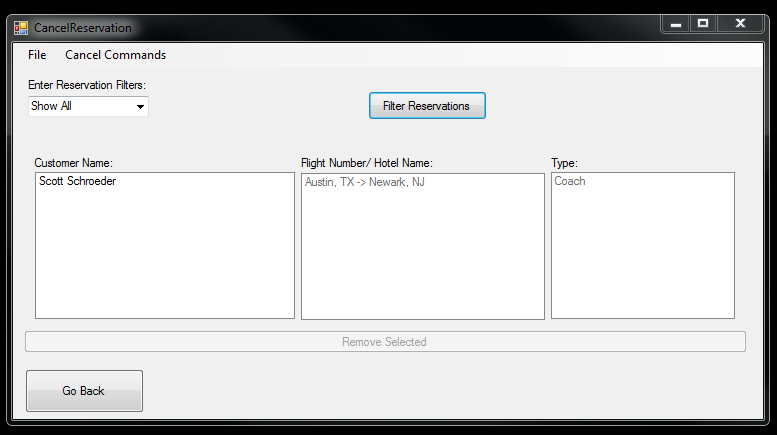 CancelReservation
File Cancel Commands
Enter Reservation Filters:
Show All
Filter Reservations
Customer Name: Flight Number/ Hotel Name: Type:
Scott Schroeder Austin, TX -> Newark, NJ Coach
Remove Selected
Go Back